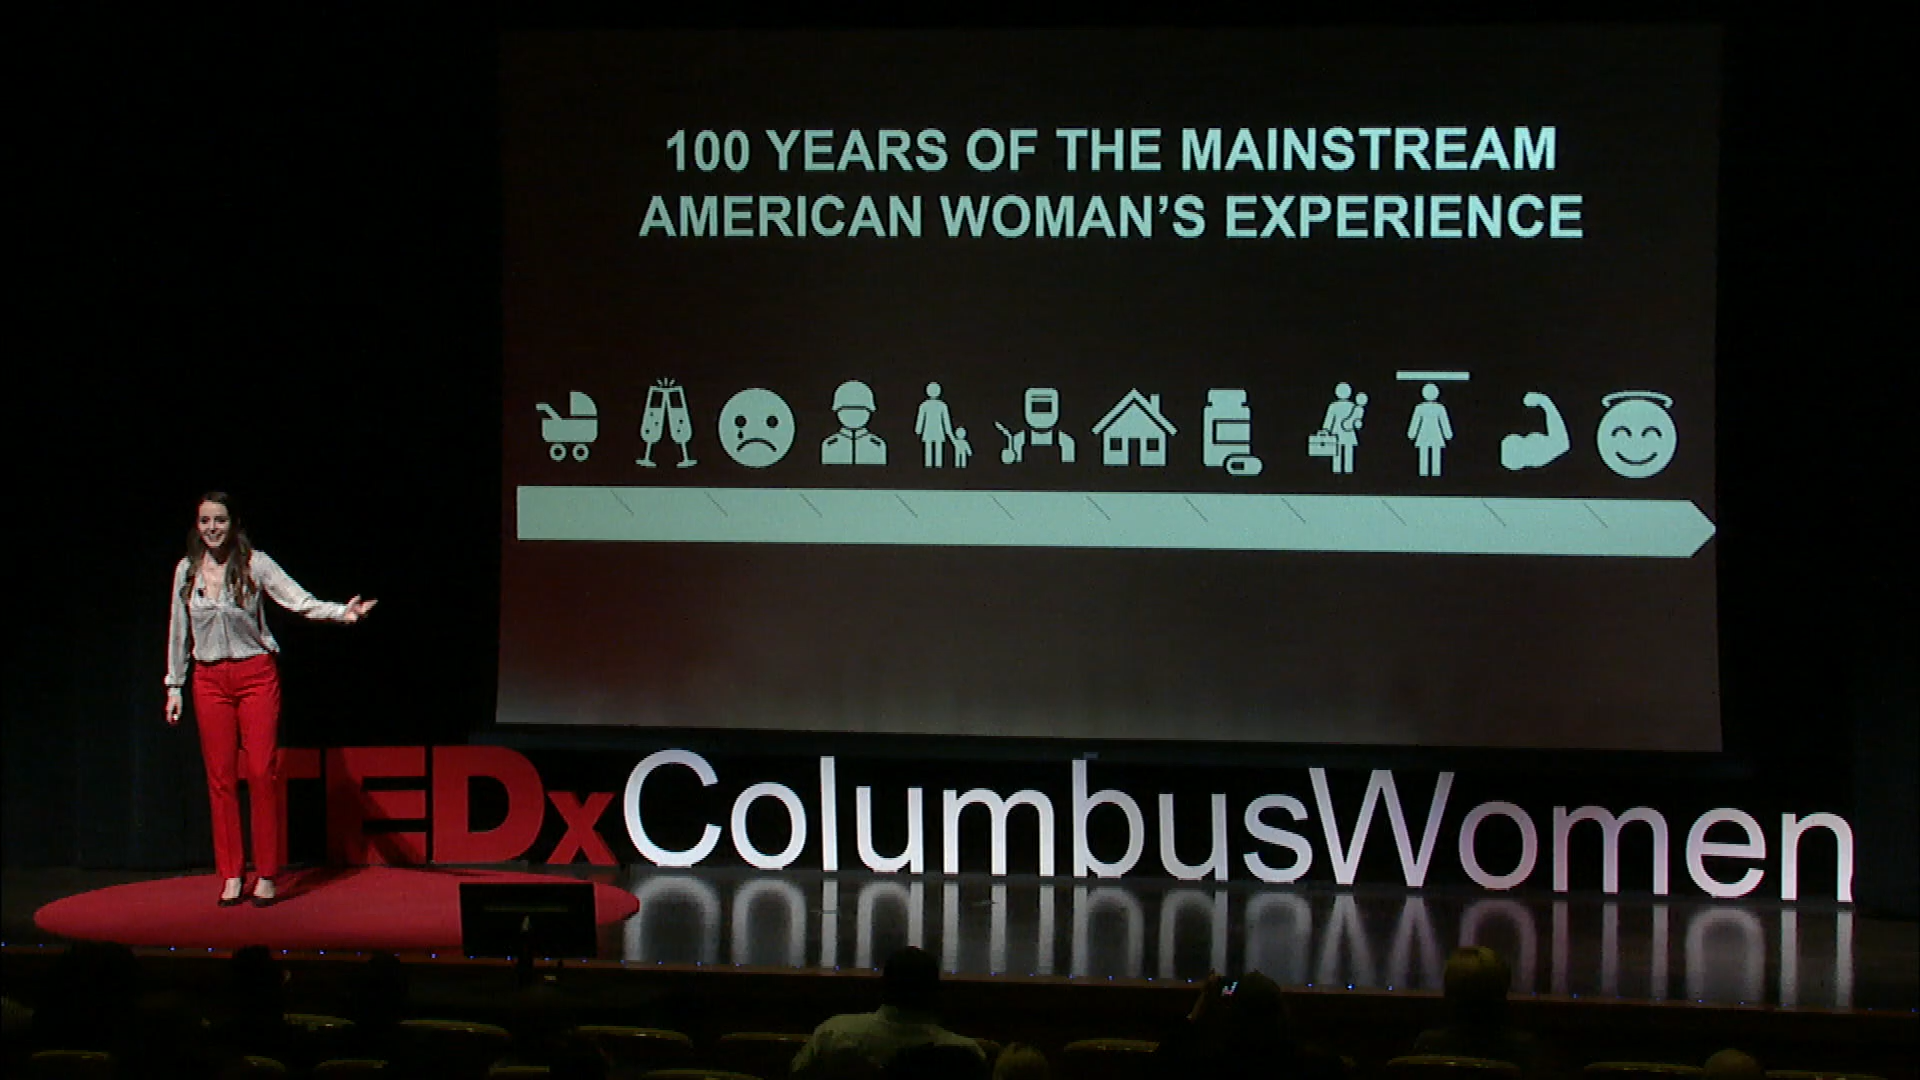 100 YEARS OF THE MAINSTREAM
AMERICAN WOMAN’S EXPERIENCE
TEDxColumbusWomen